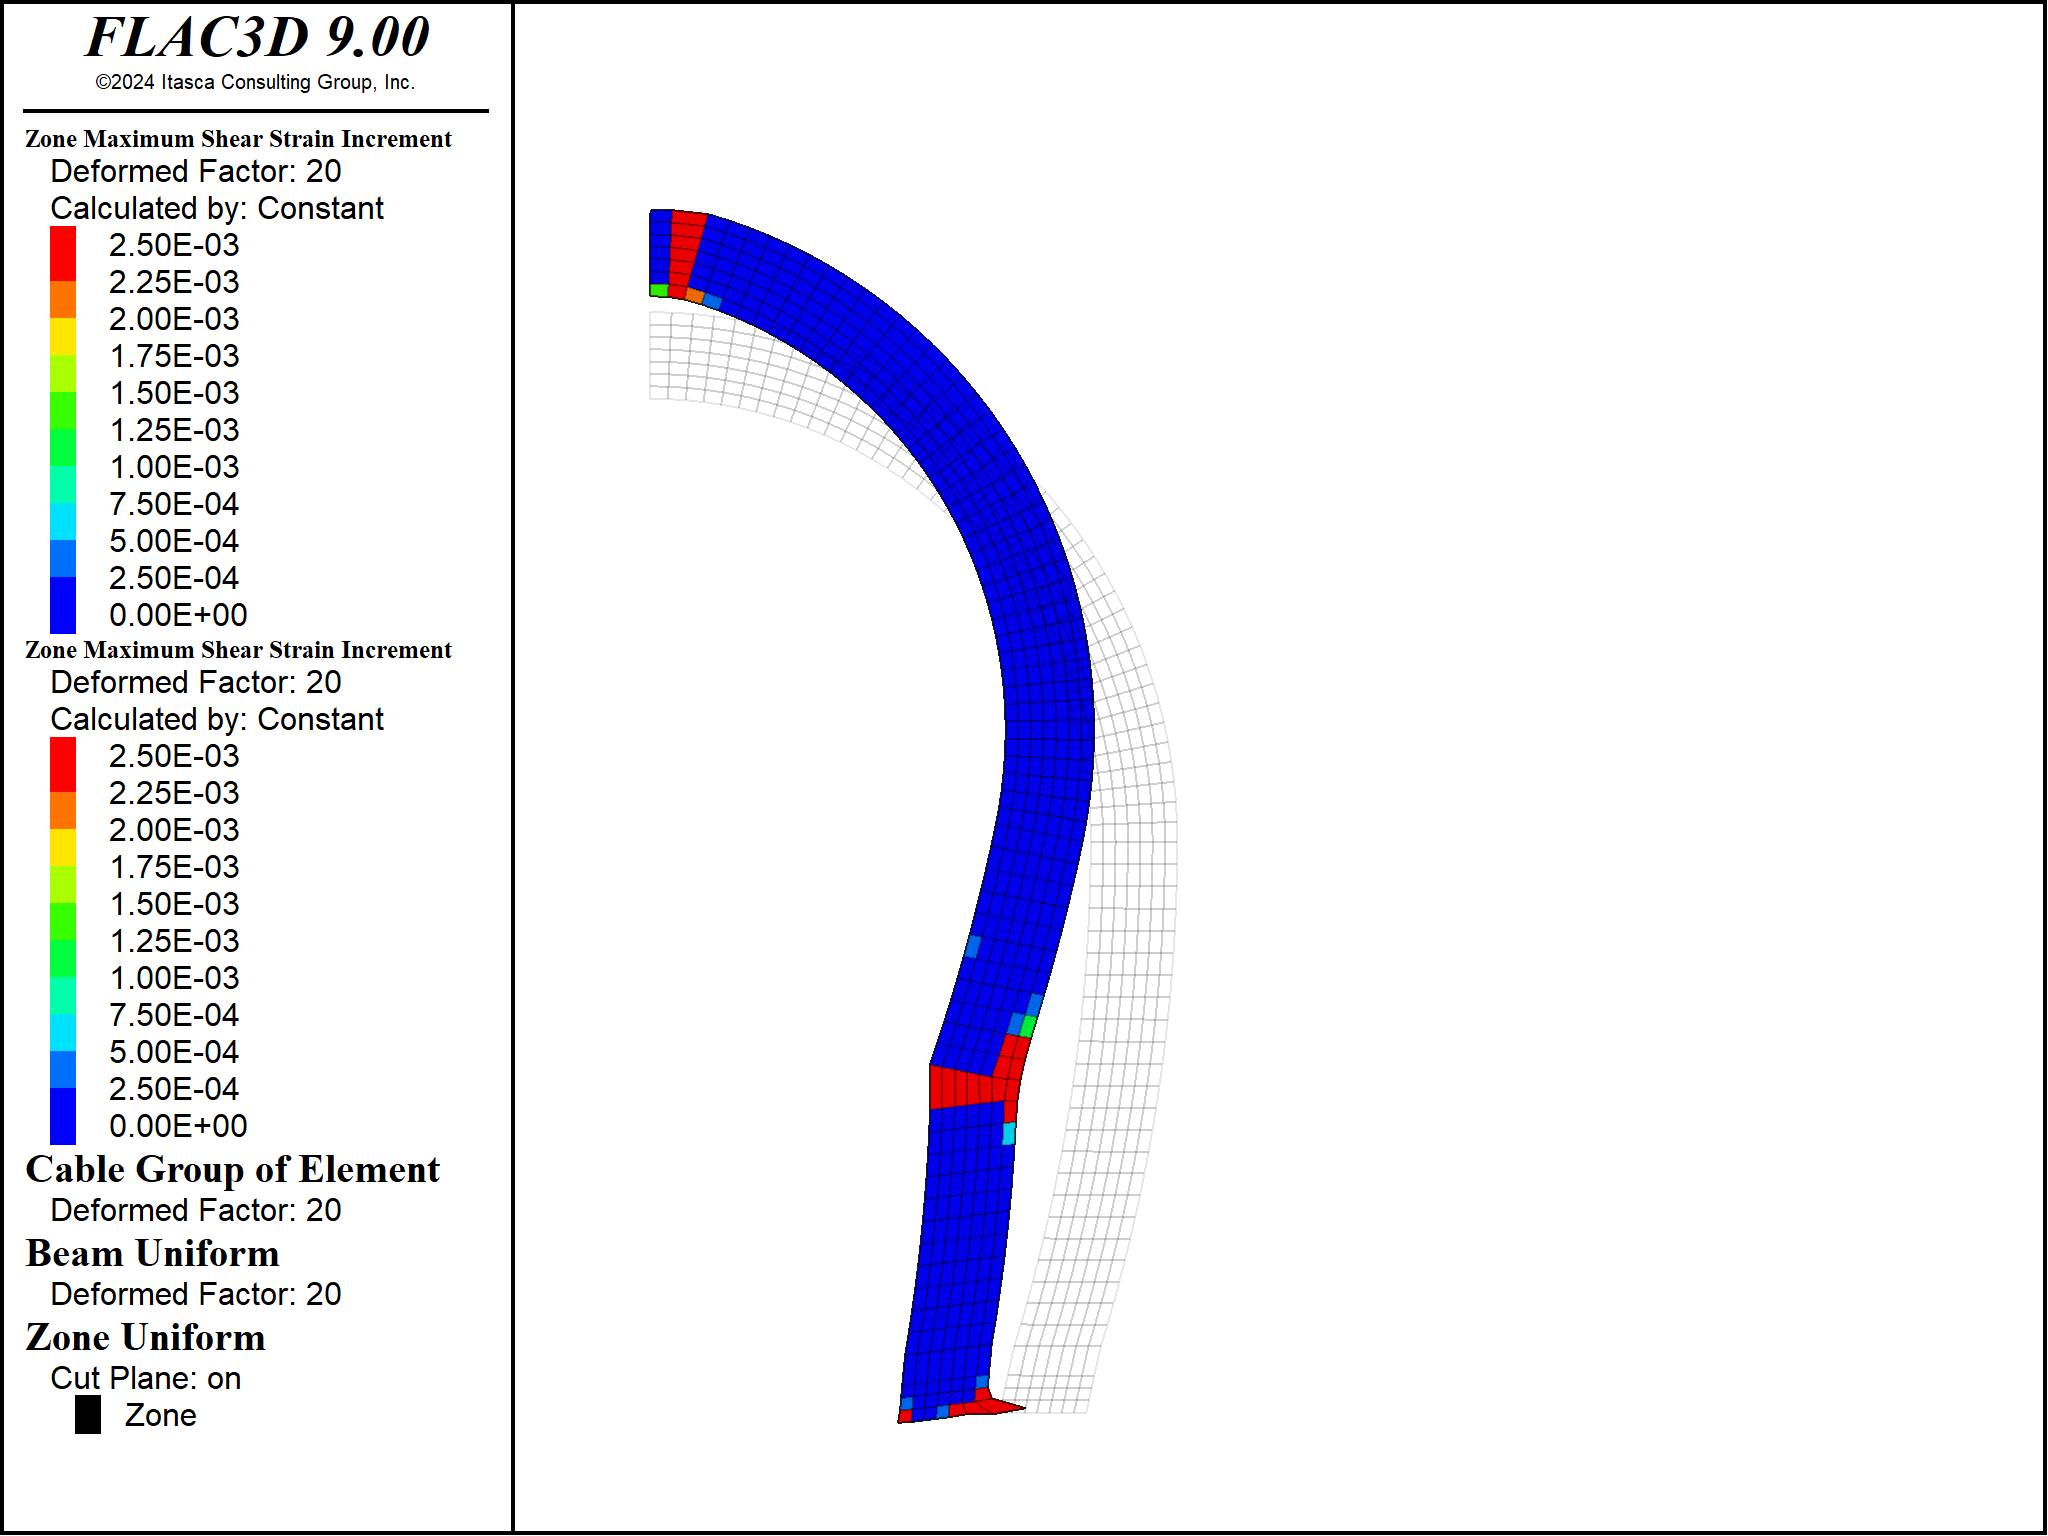 FLAC3D 9.00
©2024 Itasca Consulting Group, Inc.
Zone Maximum Shear Strain Increment
Deformed Factor: 20
Calculated by: Constant
2.50E-03
2.25E-03
2.00E-03
1.75E-03
1.50E-03
1.25E-03
1.00E-03
7.50E-04
5.00E-04
2.50E-04
0.00E+00
Zone Maximum Shear Strain Increment
Deformed Factor: 20
Calculated by: Constant
2.50E-03
2.25E-03
2.00E-03
1.75E-03
1.50E-03
1.25E-03
1.00E-03
7.50E-04
5.00E-04
2.50E-04
0.00E+00
Cable Group of Element
Deformed Factor: 20
Beam Uniform
Deformed Factor: 20
Zone Uniform
Cut Plane: on
Zone